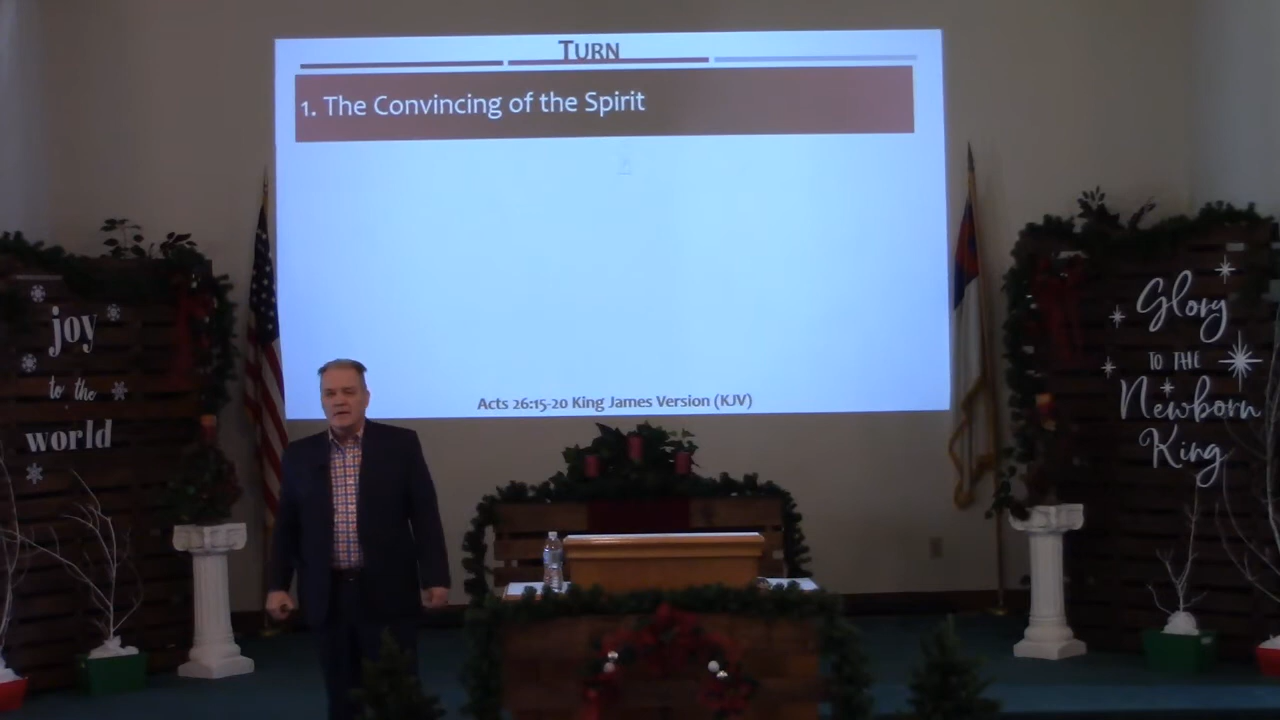 TURN
1. The Convincing of the Spirit
Acts 26:15-20 King James Version (KJV)
joy
to the
world
Glory
TO THE
Newborn
King